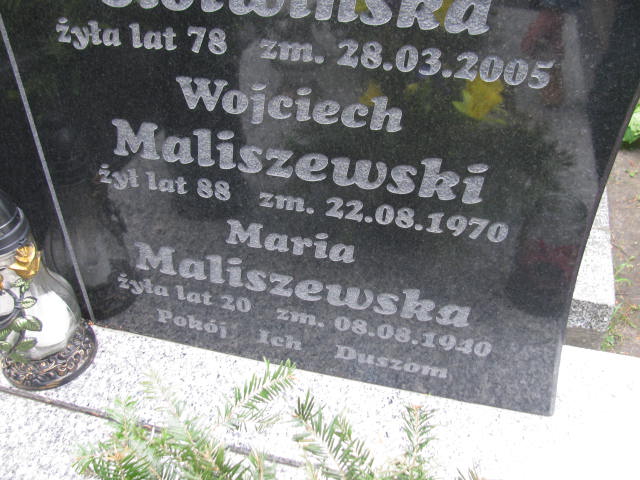 żyła lat 78 zm. 28.03.2005
Wojciech
Maliszewski
żył lat 88 zm. 22.08.1970
Maria
Maliszewska
żyła lat 20 zm. 08.08.1940
Pokój Ich Duszom